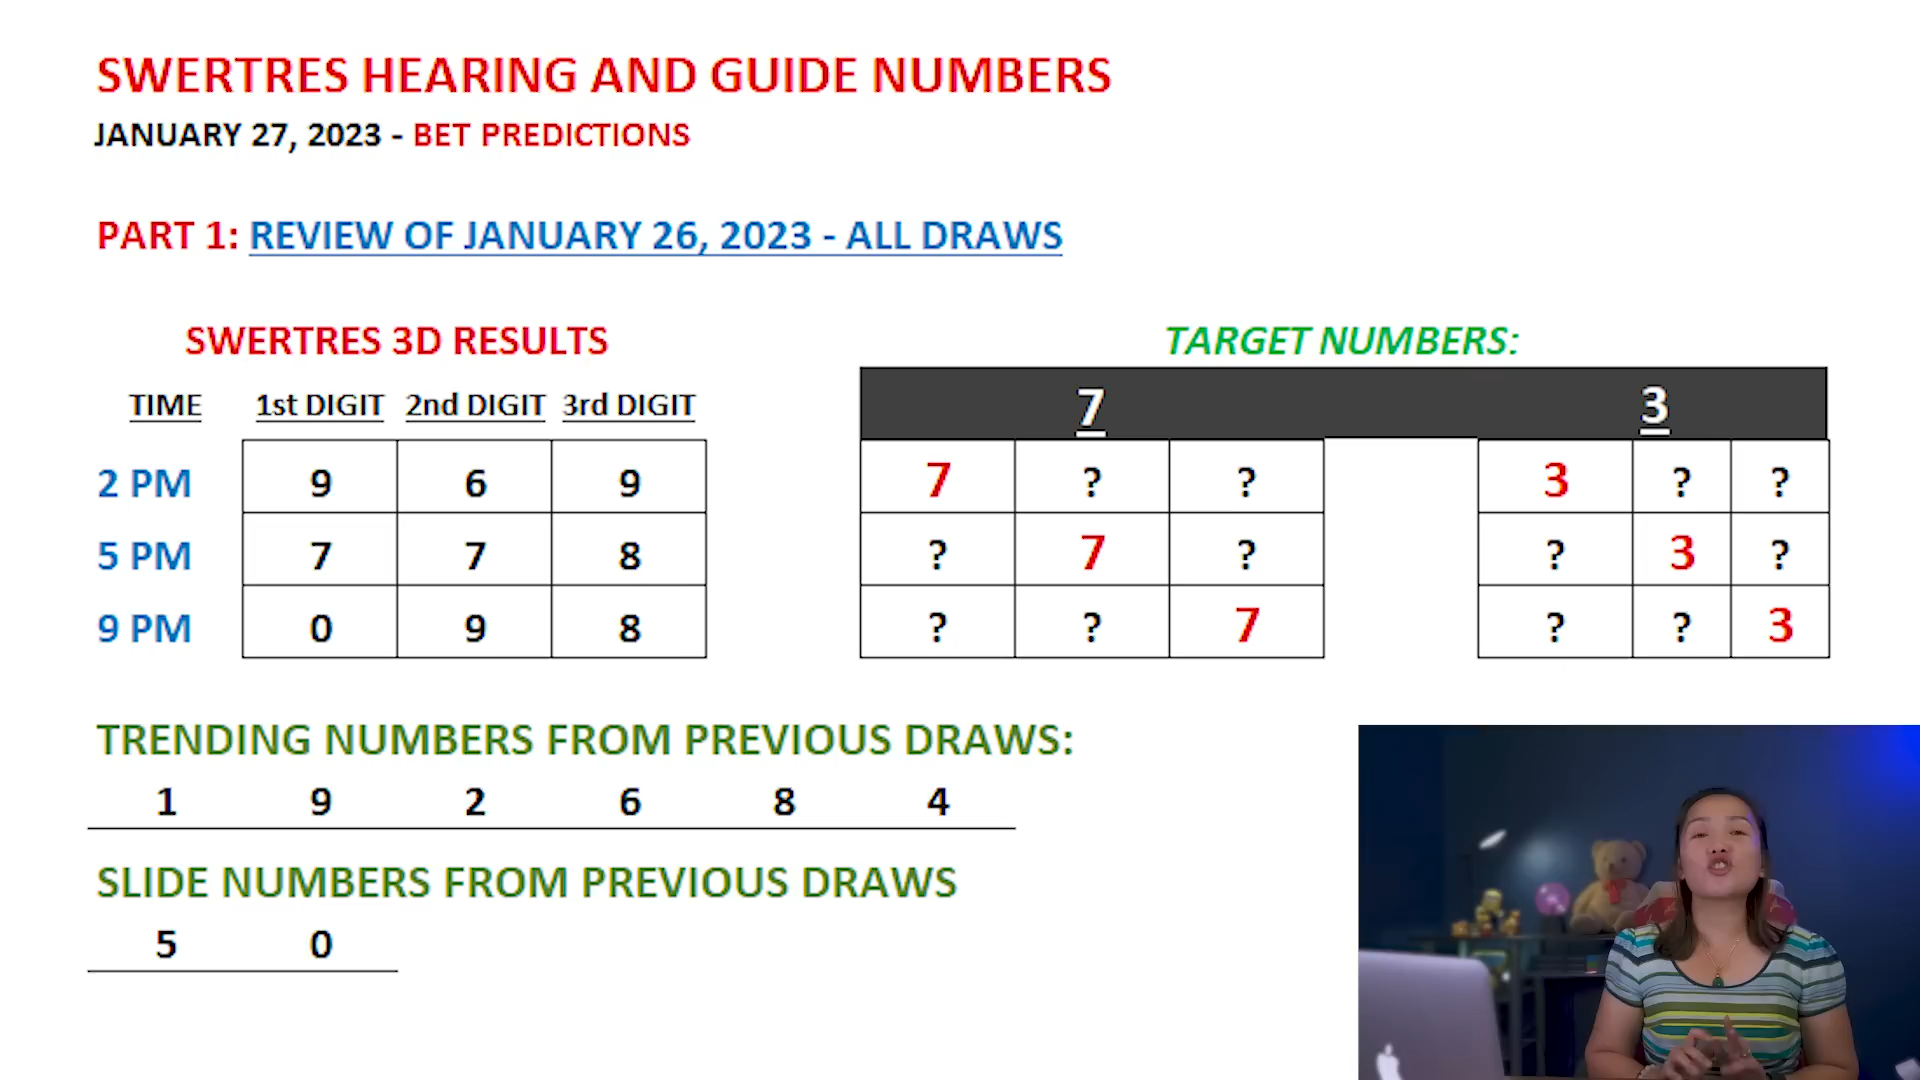 SWERTRES HEARING AND GUIDE NUMBERS
JANUARY 27, 2023 - BET PREDICTIONS
PART 1: REVIEW OF JANUARY 26, 2023 - ALL DRAWS
SWERTRES 3D RESULTS
TIME 1st DIGIT 2nd DIGIT 3rd DIGIT
2 PM 9 6 9
5 PM 7 7 8
9 PM 0 9 8
TARGET NUMBERS:
7 3
7 ? ? 3 ? ?
? 7 ? ? 3 ?
? ? 7 ? ? 3
TRENDING NUMBERS FROM PREVIOUS DRAWS:
1 9 2 6 8 4
SLIDE NUMBERS FROM PREVIOUS DRAWS
5 0